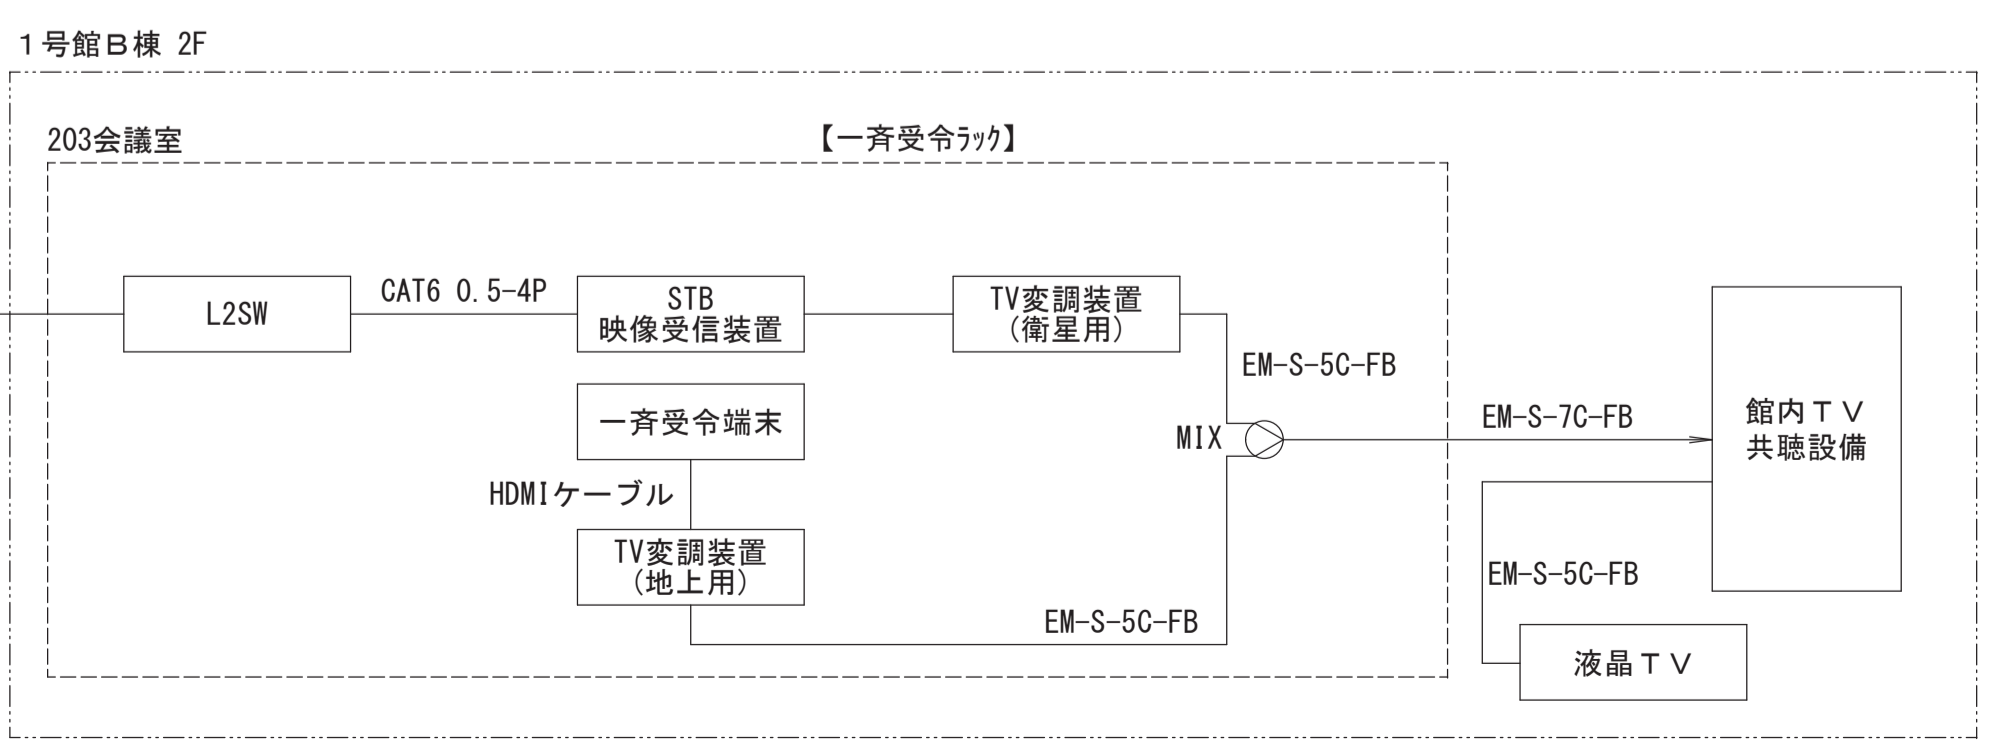 １号館Ｂ棟 2F
203会議室
【一斉受令ﾗｯｸ】
L2SW
CAT6 0.5-4P
STB
映像受信装置
TV変調装置
(衛星用)
EM-S-5C-FB
一斉受令端末
MIX
EM-S-7C-FB
館内ＴＶ
共聴設備
HDMIケーブル
TV変調装置
(地上用)
EM-S-5C-FB
EM-S-5C-FB
液晶ＴＶ